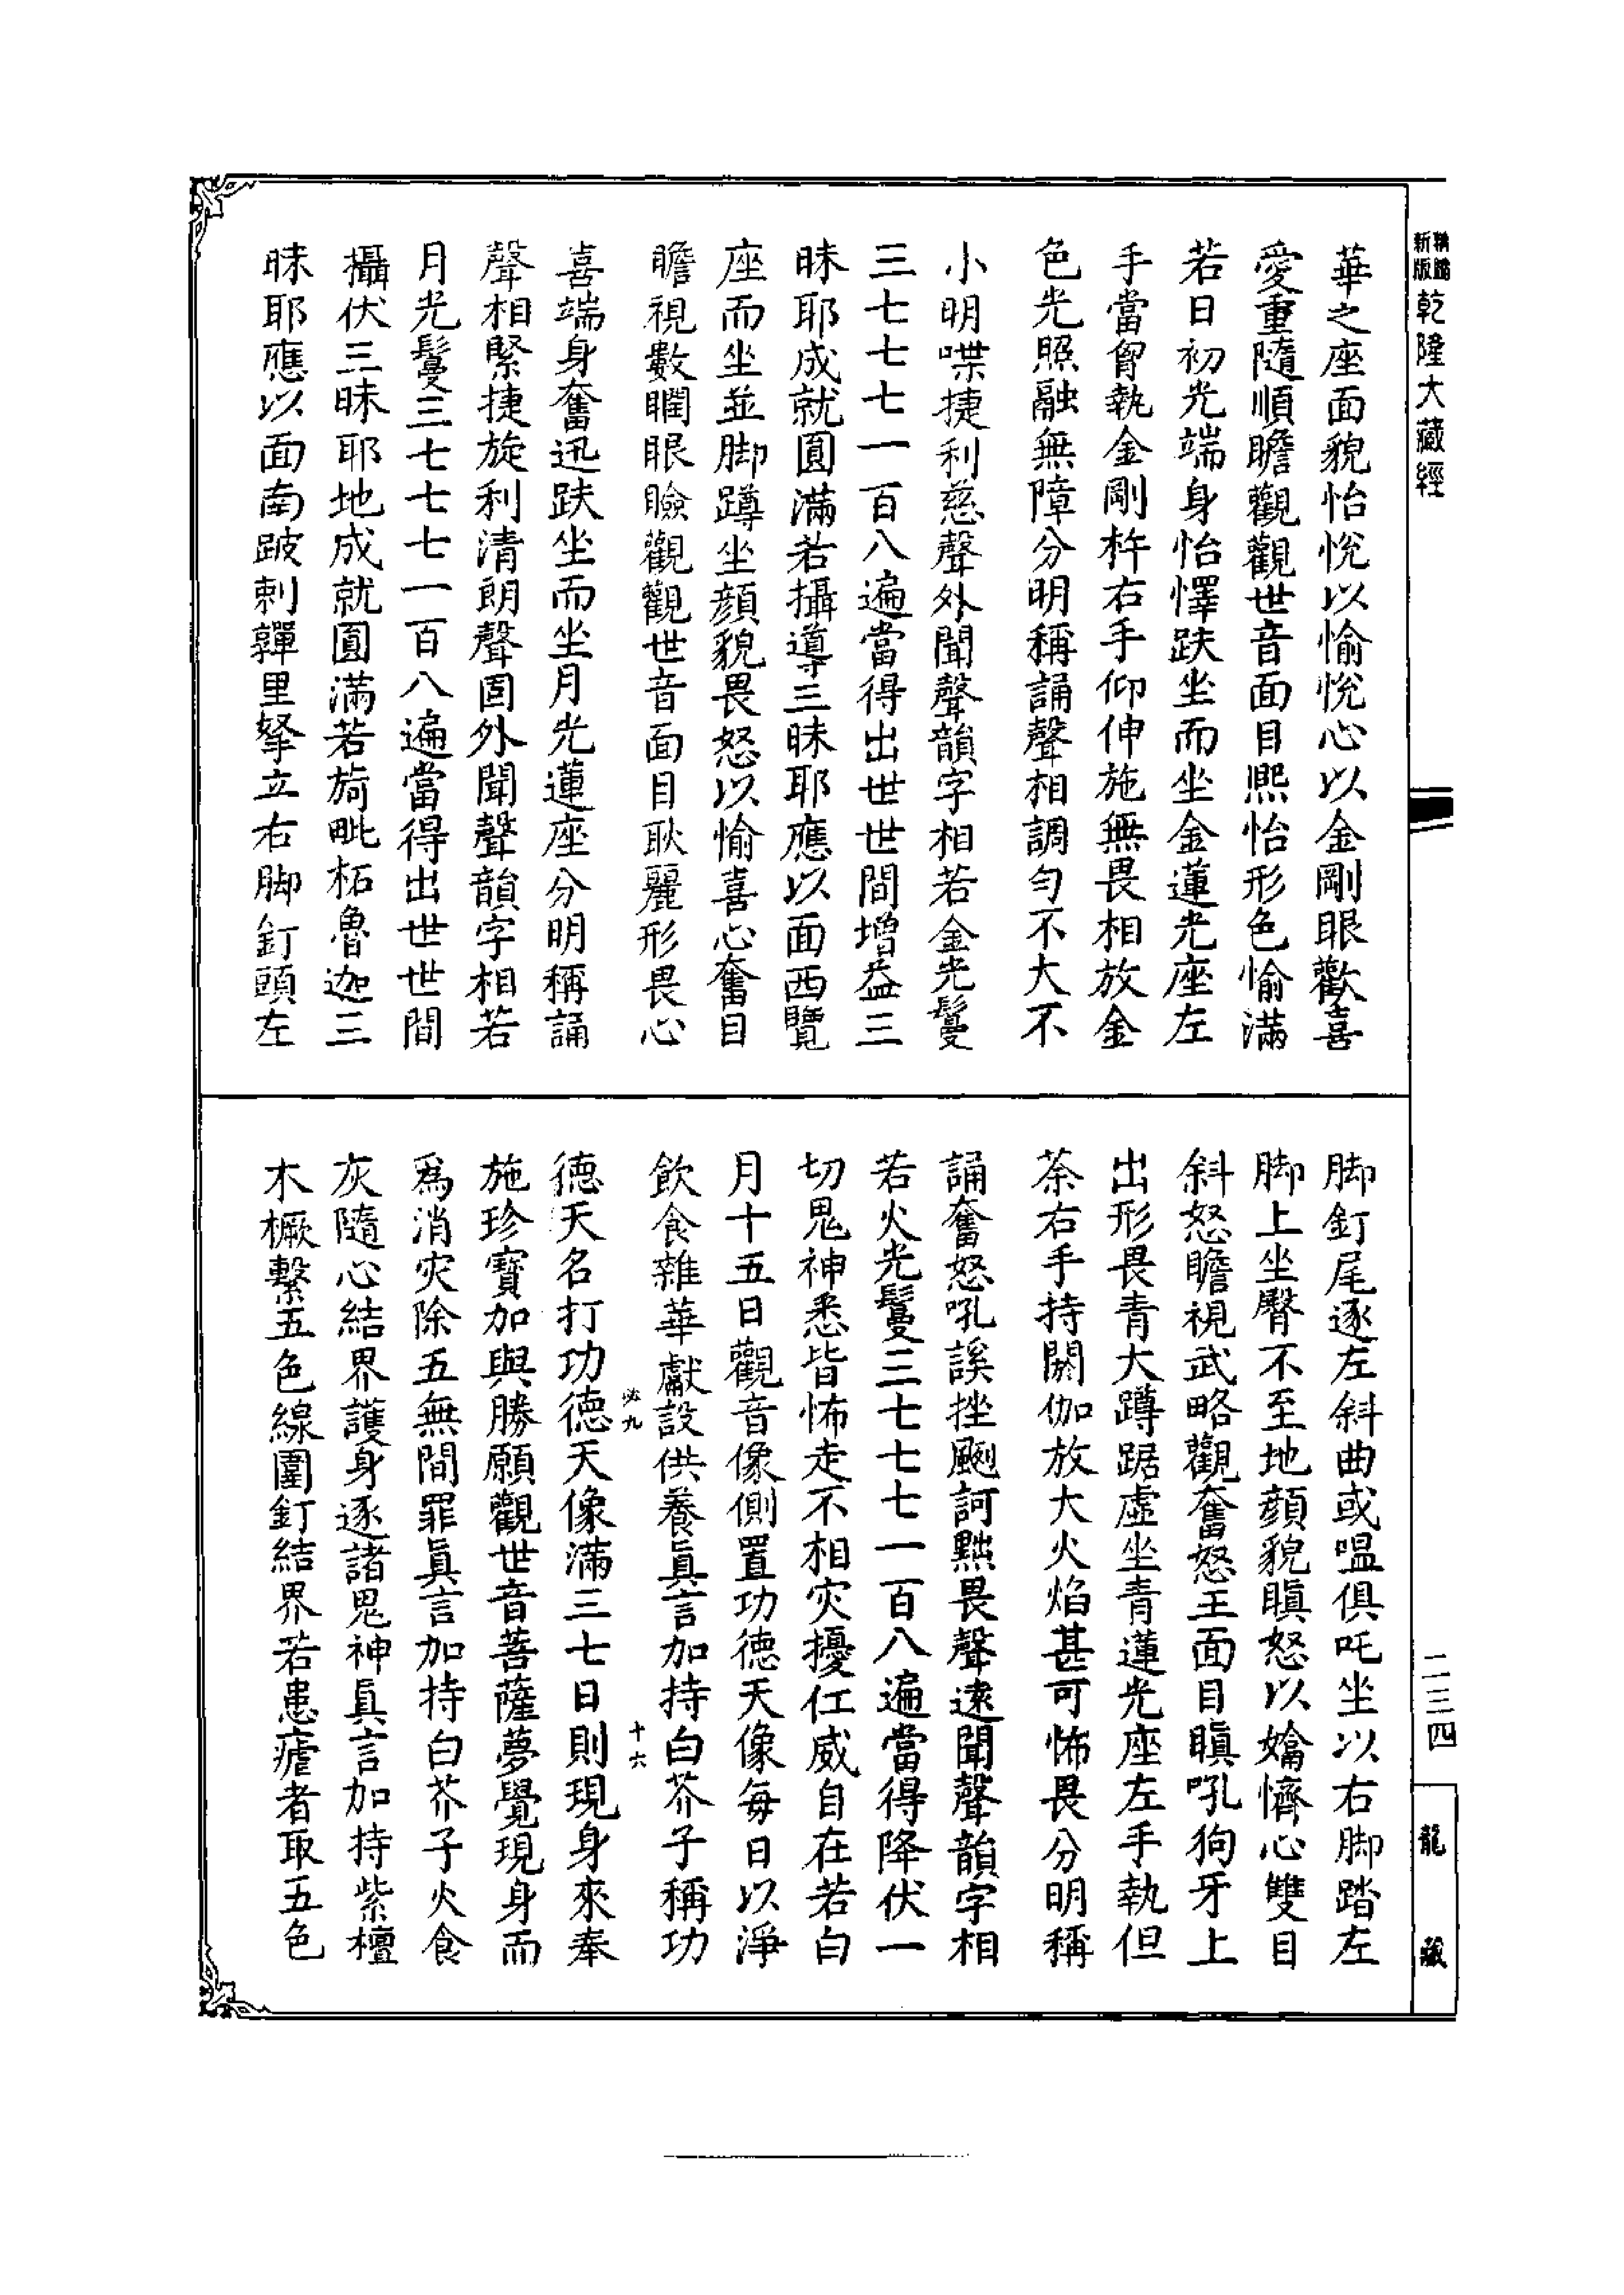 新版
精縮
乾隆大藏經
華之座面貌怡悅以愉悅心以金剛眼歡喜
愛重隨順瞻觀觀世音面目熙怡形色愉滿
若日初光端身怡懌趺坐而坐金蓮光座左
手當胷執金剛杵右手仰伸施無畏相放金
色光照融無障分明稱誦聲相調勻不大不
小明喋捷利慈聲外聞聲韻字相若金光鬘
三七七七一百八遍當得出世世間增益三
昧耶成就圓滿若攝導三昧耶應以面西覽
座而坐並脚蹲坐顏貌畏怒以愉喜心奮目
瞻視數瞤眼瞼觀觀世音面目耿麗形畏心
喜端身奮迅趺坐而坐月光蓮座分明稱誦
聲相緊捷旋利清朗聲固外聞聲韻字相若
月光鬘三七七七一百八遍當得出世世間
攝伏三昧耶地成就圓滿若旖毗柘魯迦三
昧耶應以面南跛刺嚲里拏立右脚釘頭左
脚釘尾逐左斜曲或嗢俱吒坐以右脚踏左
脚上坐臀不至地顏貌瞋怒以爚懠心雙目
斜怒瞻視武略觀奮怒王面目瞋吼狗牙上
出形畏青大蹲踞虛坐青蓮光座左手執但
茶右手持閼伽放大火焰甚可怖畏分明稱
誦奮怒吼謑挫颰訶黜畏聲遠聞聲韻字相
若火光鬘三七七七一百八遍當得降伏一
切鬼神悉皆怖走不相灾擾仜威自在若白
月十五日觀音像側置功德天像每日以淨
飲食雜華獻設供養眞言加持白芥子稱功
德天名打功德天像滿三七日則現身來奉
施珍寶加與勝願觀世音菩薩夢覺現身而
爲消灾除五無間罪眞言加持白芥子火食
灰隨心結界護身逐諸鬼神眞言加持紫檀
木橛繫五色線圍釘結界若患瘧者取五色
必九
十六
二三四
龍藏